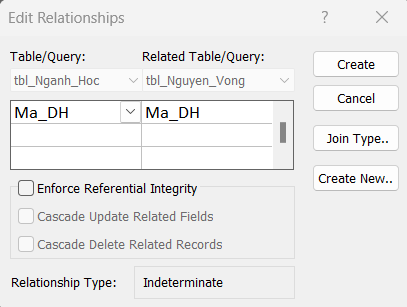 Edit Relationships
Table/Query: Related Table/Query:
tbl_Nganh_Hoc tbl_Nguyen_Vong
Create
Ma_DH Ma_DH
Cancel
Join Type..
Create New..
Enforce Referential Integrity
Cascade Update Related Fields
Cascade Delete Related Records
Relationship Type: Indeterminate